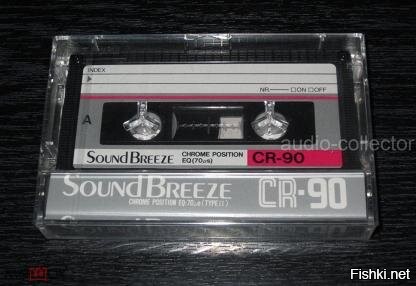 INDEX
NR. ☐ON ☐OFF
A
audio-collector
SOUND BREEZE
CHROME POSITION
EQ(70µs)
CR-90
SOUND BREEZE
CHROME POSITION EQ:70µs(TYPE II)
CR-90
Fishki.net